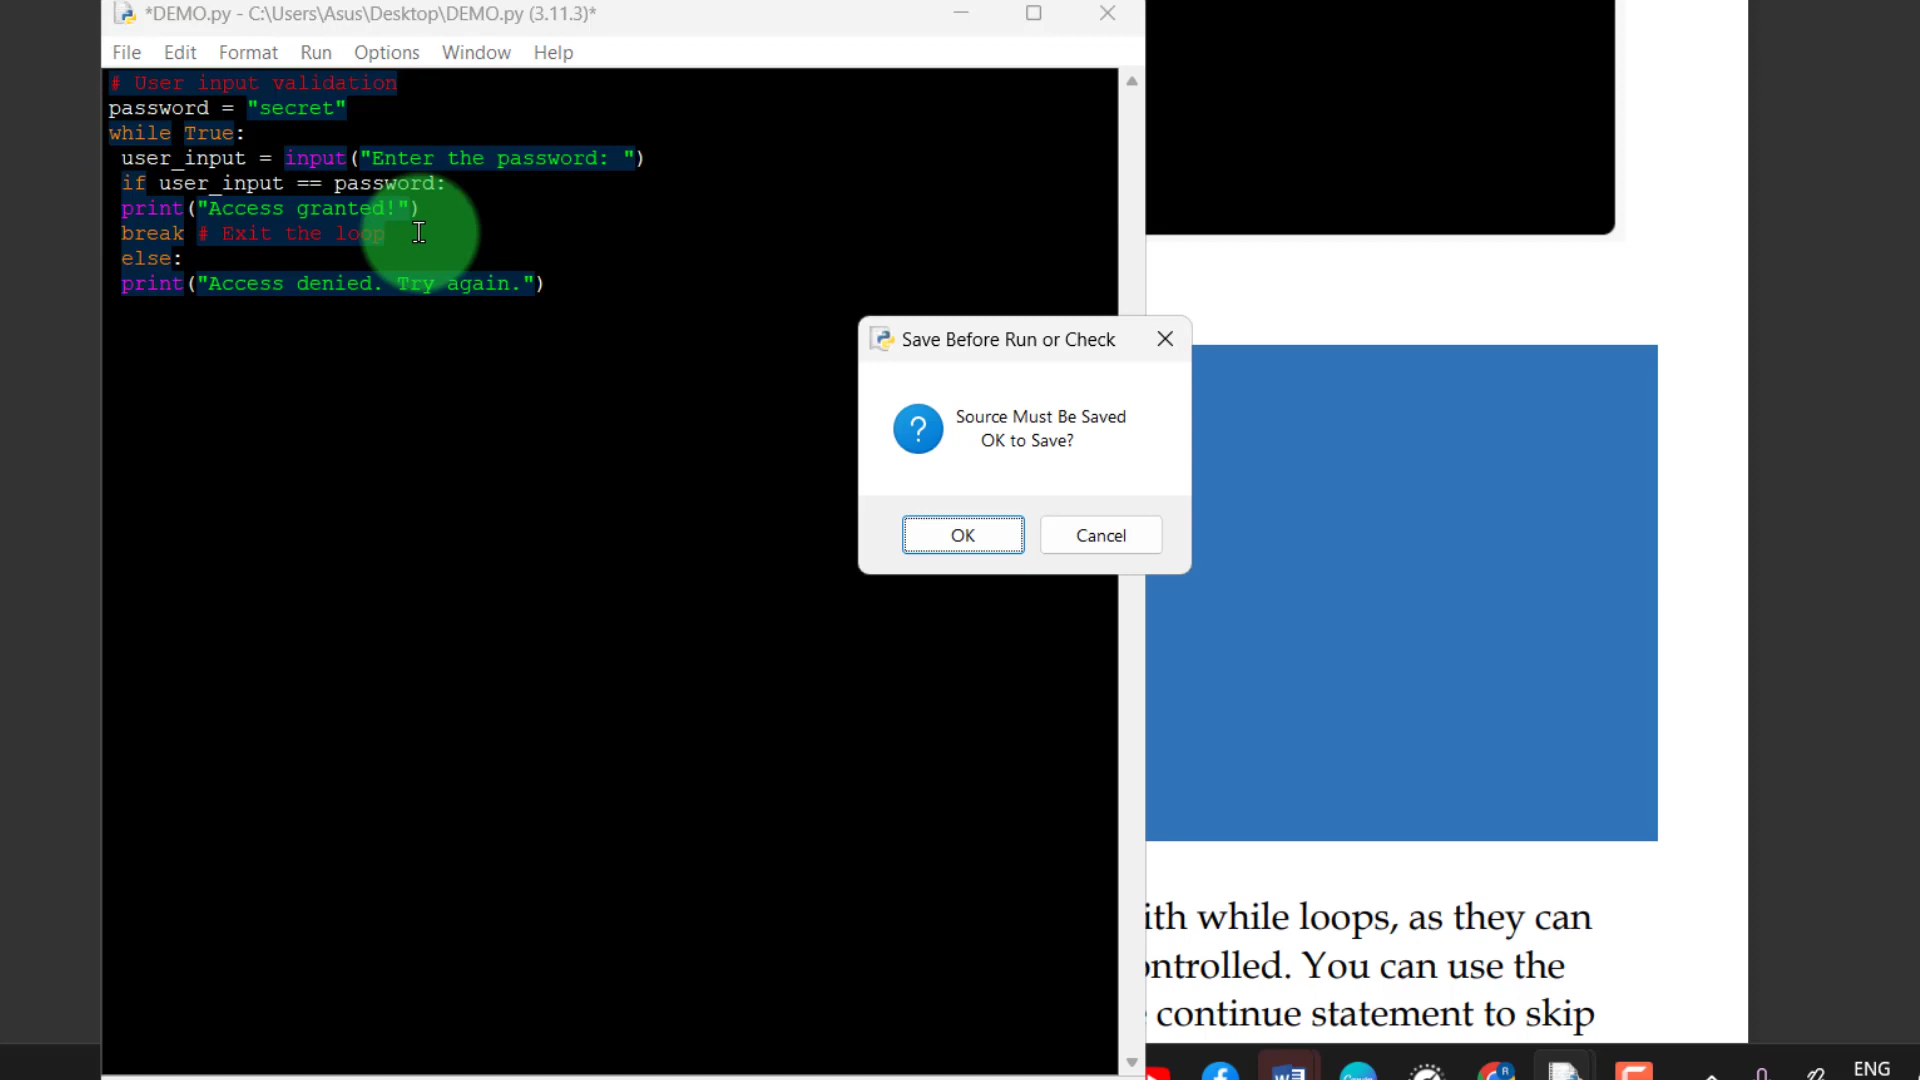 *DEMO.py - C:\Users\Asus\Desktop\DEMO.py (3.11.3)*
File Edit Format Run Options Window Help
# User input validation
password = "secret"
while True:
 user_input = input("Enter the password: ")
 if user_input == password:
 print("Access granted!")
 break # Exit the loop
 else:
 print("Access denied. Try again.")
Save Before Run or Check
Source Must Be Saved
OK to Save?
OK Cancel
ith while loops, as they can
ontrolled. You can use the
continue statement to skip
ENG